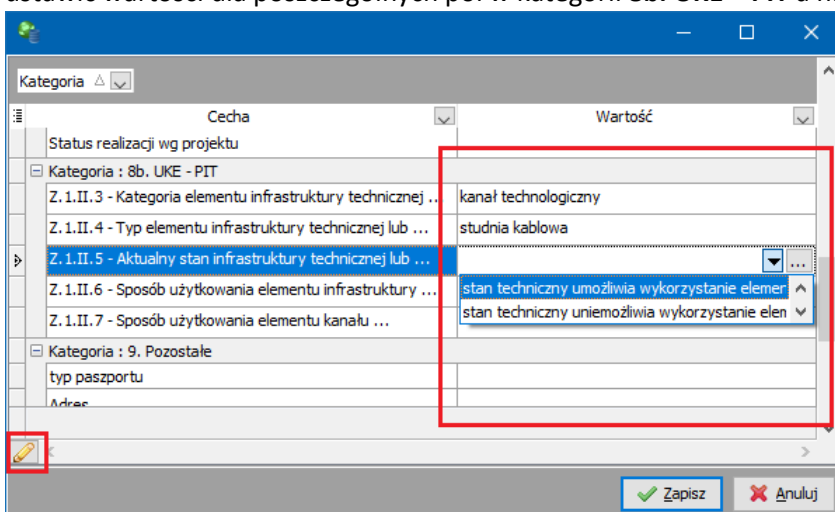 Kategoria
Cecha Wartość
Status realizacji wg projektu
Kategoria : 8b. UKE - PIT
Z.1.II.3 - Kategoria elementu infrastruktury technicznej ... kanał technologiczny
Z.1.II.4 - Typ elementu infrastruktury technicznej lub ... studnia kablowa
Z.1.II.5 - Aktualny stan infrastruktury technicznej lub ... ...
Z.1.II.6 - Sposób użytkowania elementu infrastruktury ... stan techniczny umożliwia wykorzystanie elemer
Z.1.II.7 - Sposób użytkowania elementu kanału ... stan techniczny uniemożliwia wykorzystanie elen
Kategoria : 9. Pozostałe
typ paszportu
Adres
Zapisz Anuluj